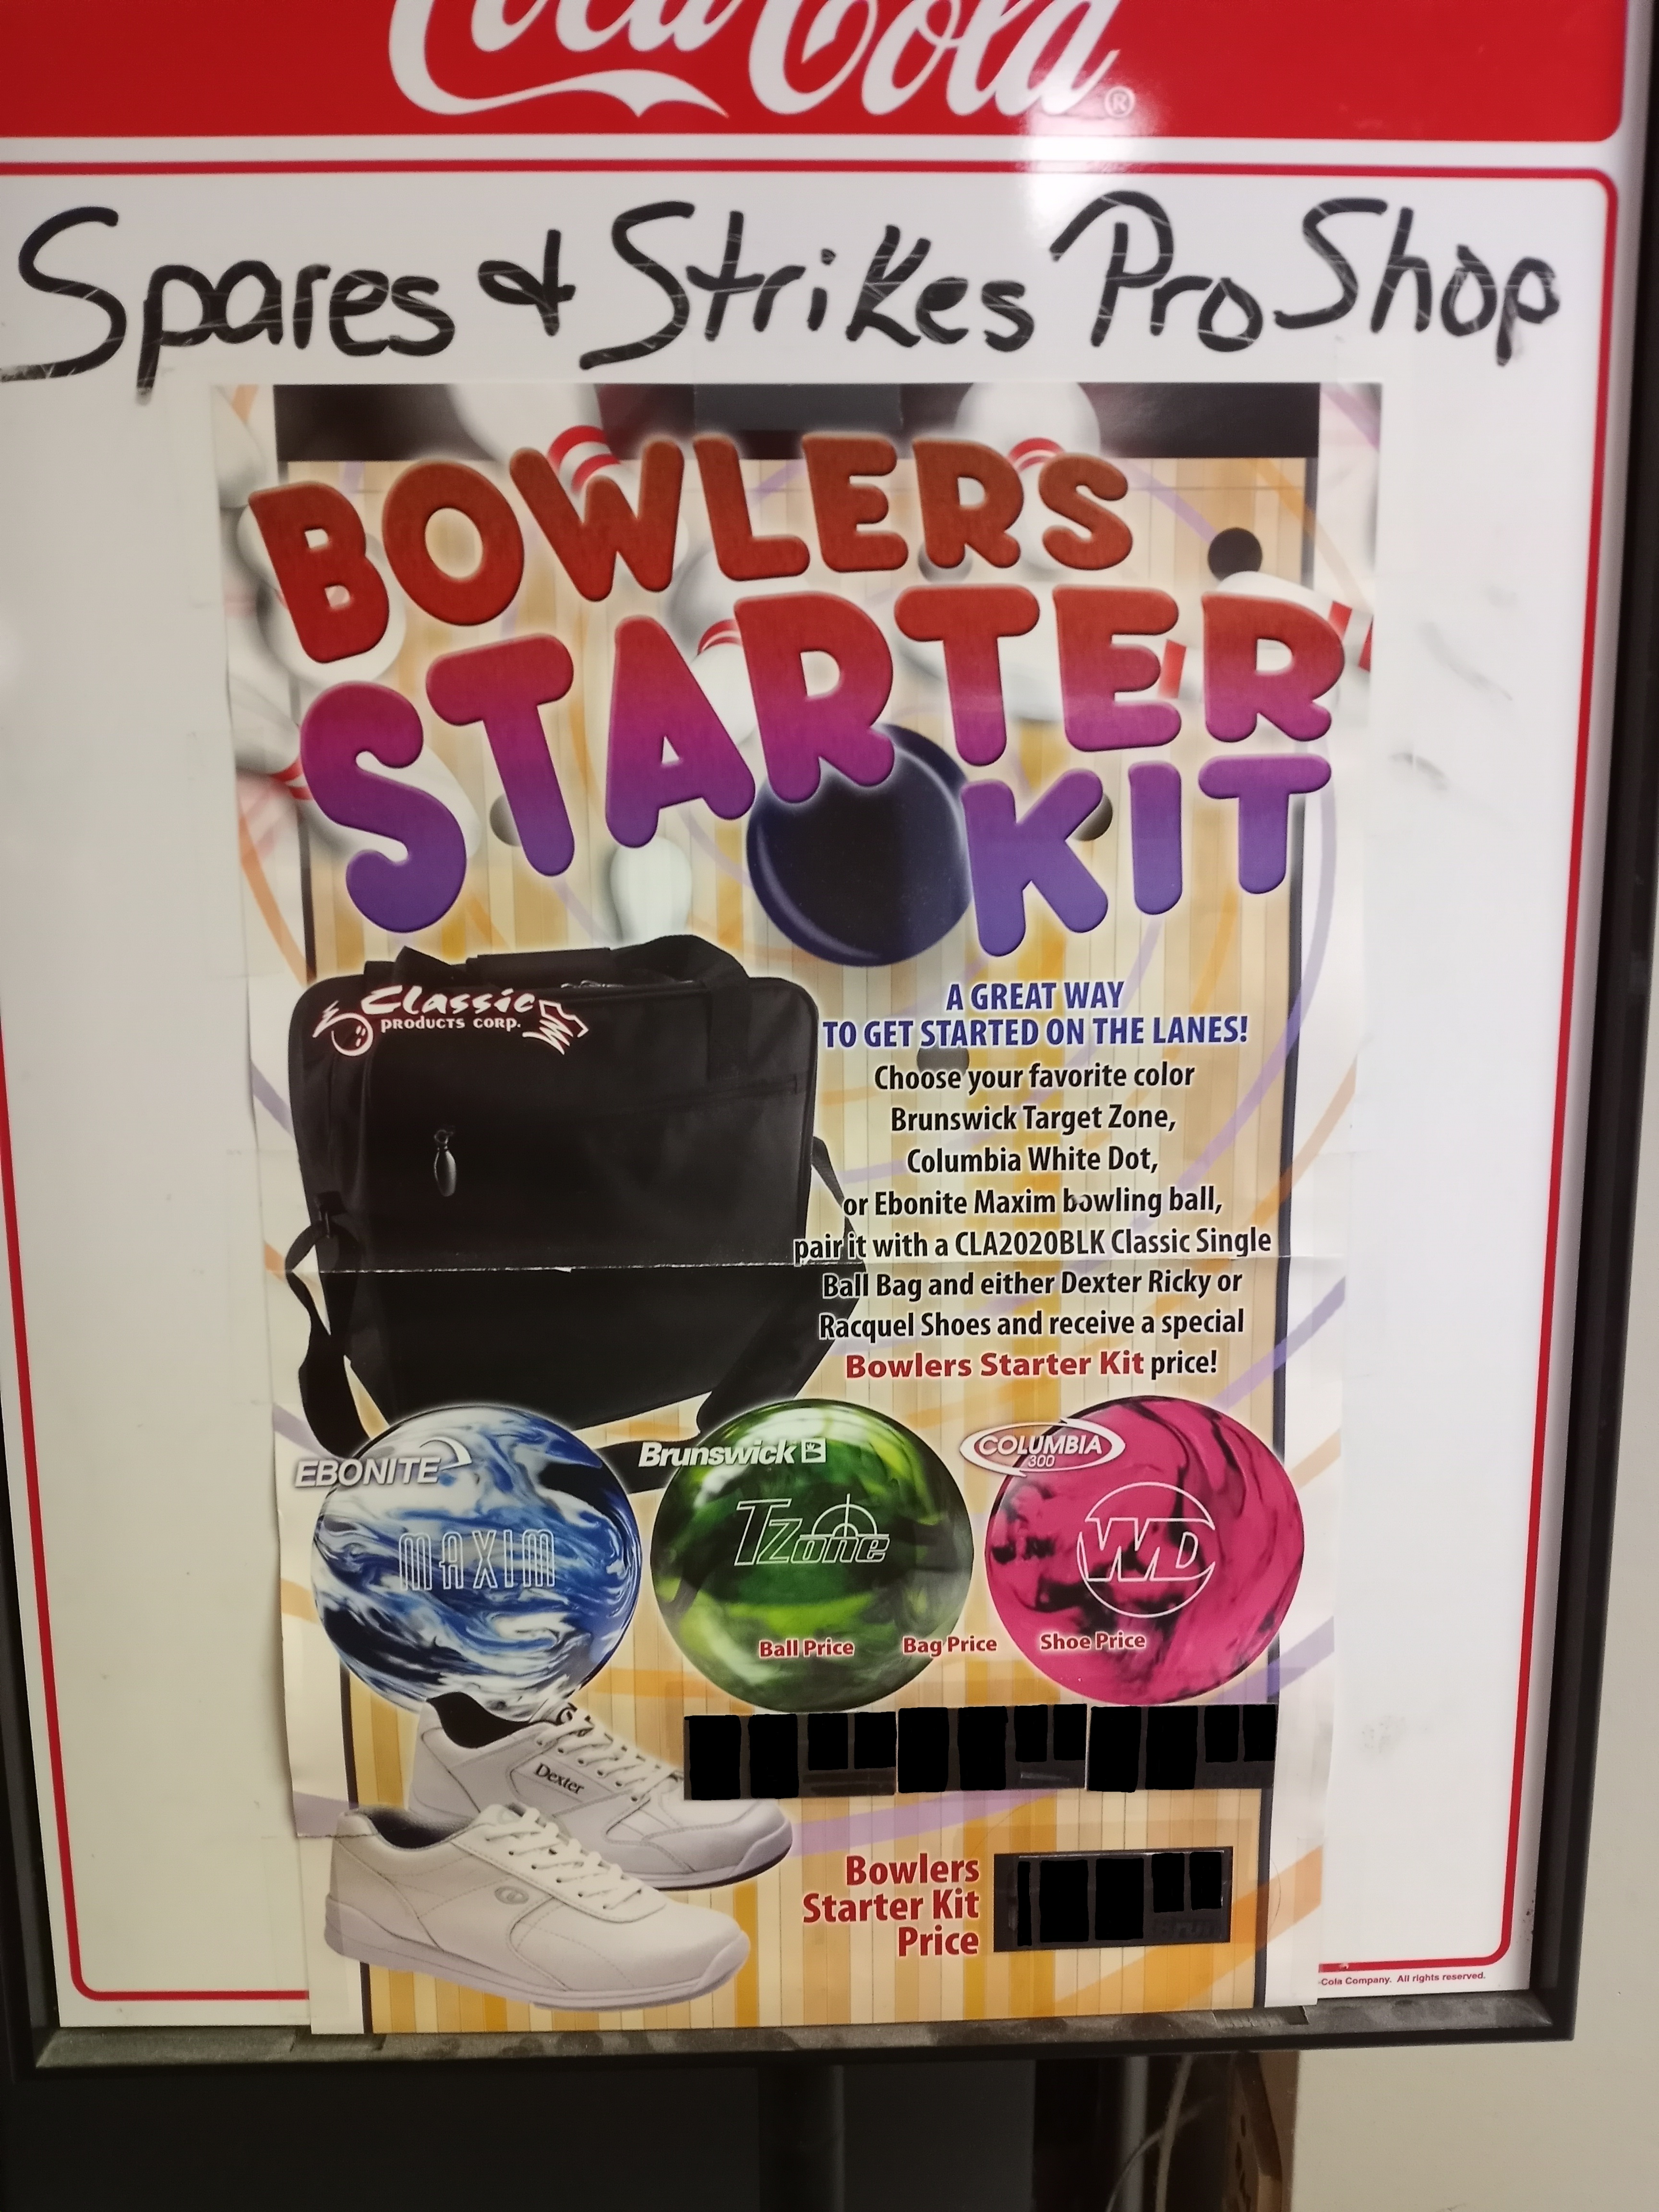 Coca-Cola®
Spares & Strikes Pro Shop
BOWLERS
STARTER
KIT
Classic
PRODUCTS CORP.
A GREAT WAY
TO GET STARTED ON THE LANES!
Choose your favorite color
Brunswick Target Zone,
Columbia White Dot,
or Ebonite Maxim bowling ball,
pair it with a CLA2020BLK Classic Single
Ball Bag and either Dexter Ricky or
Racquel Shoes and receive a special
Bowlers Starter Kit price!
EBONITE
MAXIM
Brunswick
TZone
COLUMBIA
300
WD
Ball Price Bag Price Shoe Price
Dexter
Bowlers
Starter Kit
Price
-Cola Company. All rights reserved.